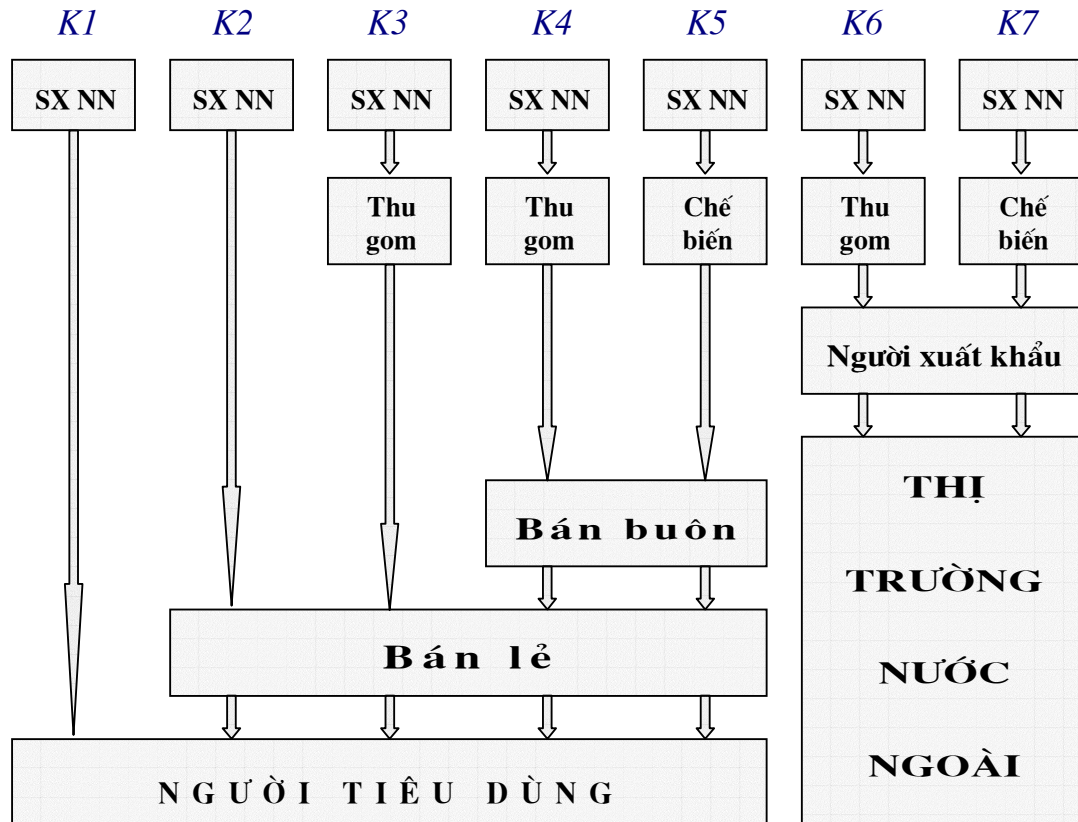 K1 K2 K3 K4 K5 K6 K7
SX NN SX NN SX NN SX NN SX NN SX NN SX NN
Thu Thu Chế Thu Chế
gom gom biến gom biến
Người xuất khẩu
THỊ
Bán buôn
TRƯỜNG
Bán lẻ
NƯỚC
NGOÀI
NGƯỜI TIÊU DÙNG